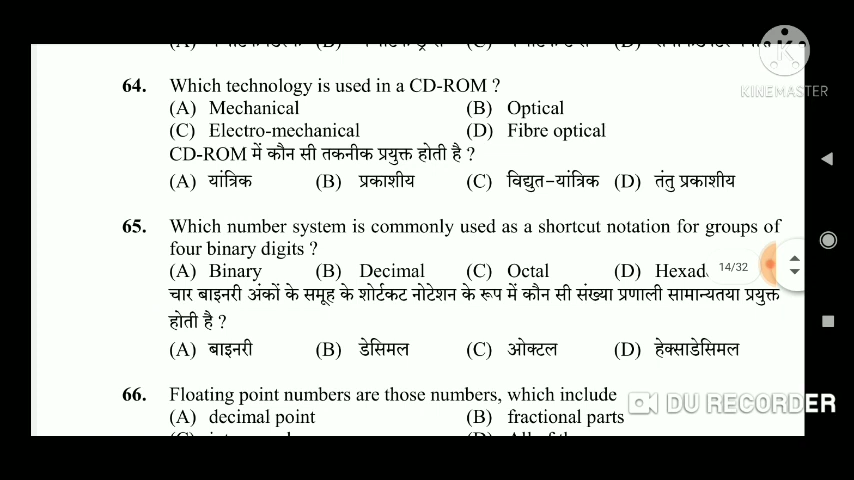 64. Which technology is used in a CD-ROM ?
(A) Mechanical (B) Optical
(C) Electro-mechanical (D) Fibre optical
CD-ROM में कौन सी तकनीक प्रयुक्त होती है ?
(A) यांत्रिक (B) प्रकाशीय (C) विद्युत-यांत्रिक (D) तंतु प्रकाशीय
65. Which number system is commonly used as a shortcut notation for groups of
four binary digits ?
(A) Binary (B) Decimal (C) Octal (D) Hexad
चार बाइनरी अंकों के समूह के शोर्टकट नोटेशन के रूप में कौन सी संख्या प्रणाली सामान्यतया प्रयुक्त
होती है ?
(A) बाइनरी (B) डेसिमल (C) ओक्टल (D) हेक्साडेसिमल
66. Floating point numbers are those numbers, which include
(A) decimal point (B) fractional parts
KINEMASTER
14/32
DU RECORDER